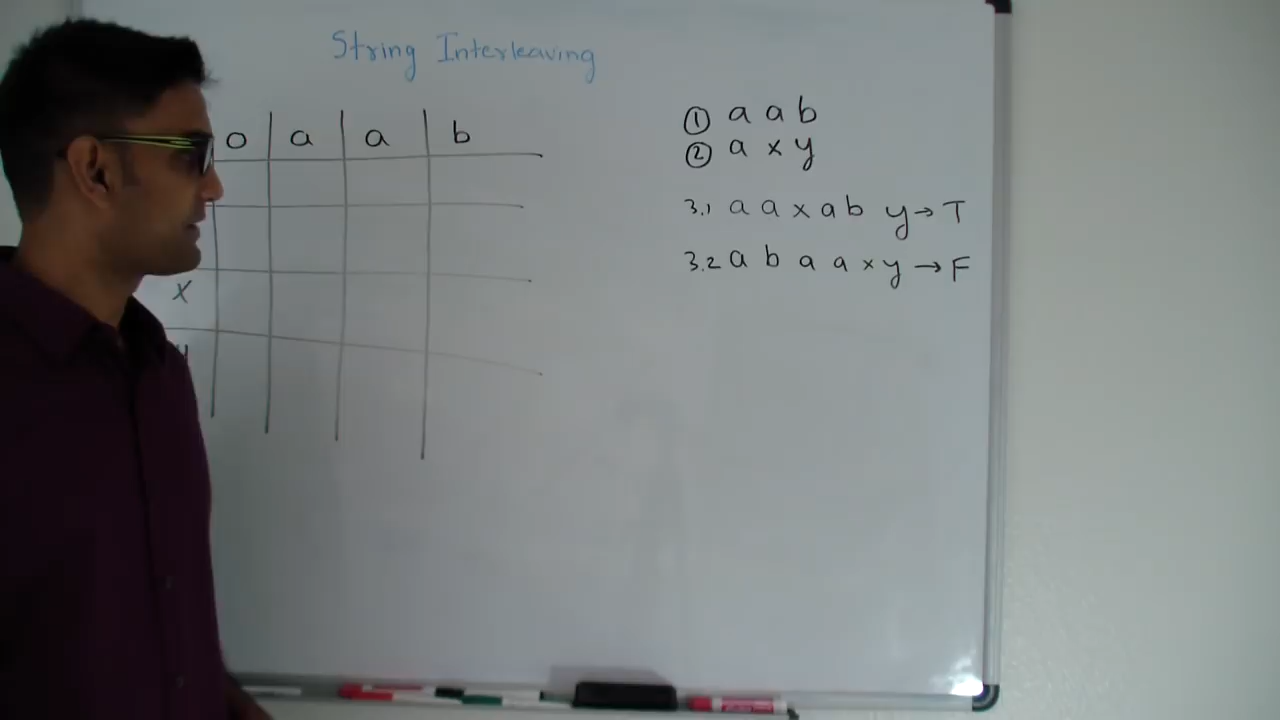 String Interleaving
0 a a b
x
① a a b
② a x y
3.1 a a x a b y → T
3.2 a b a a x y → F